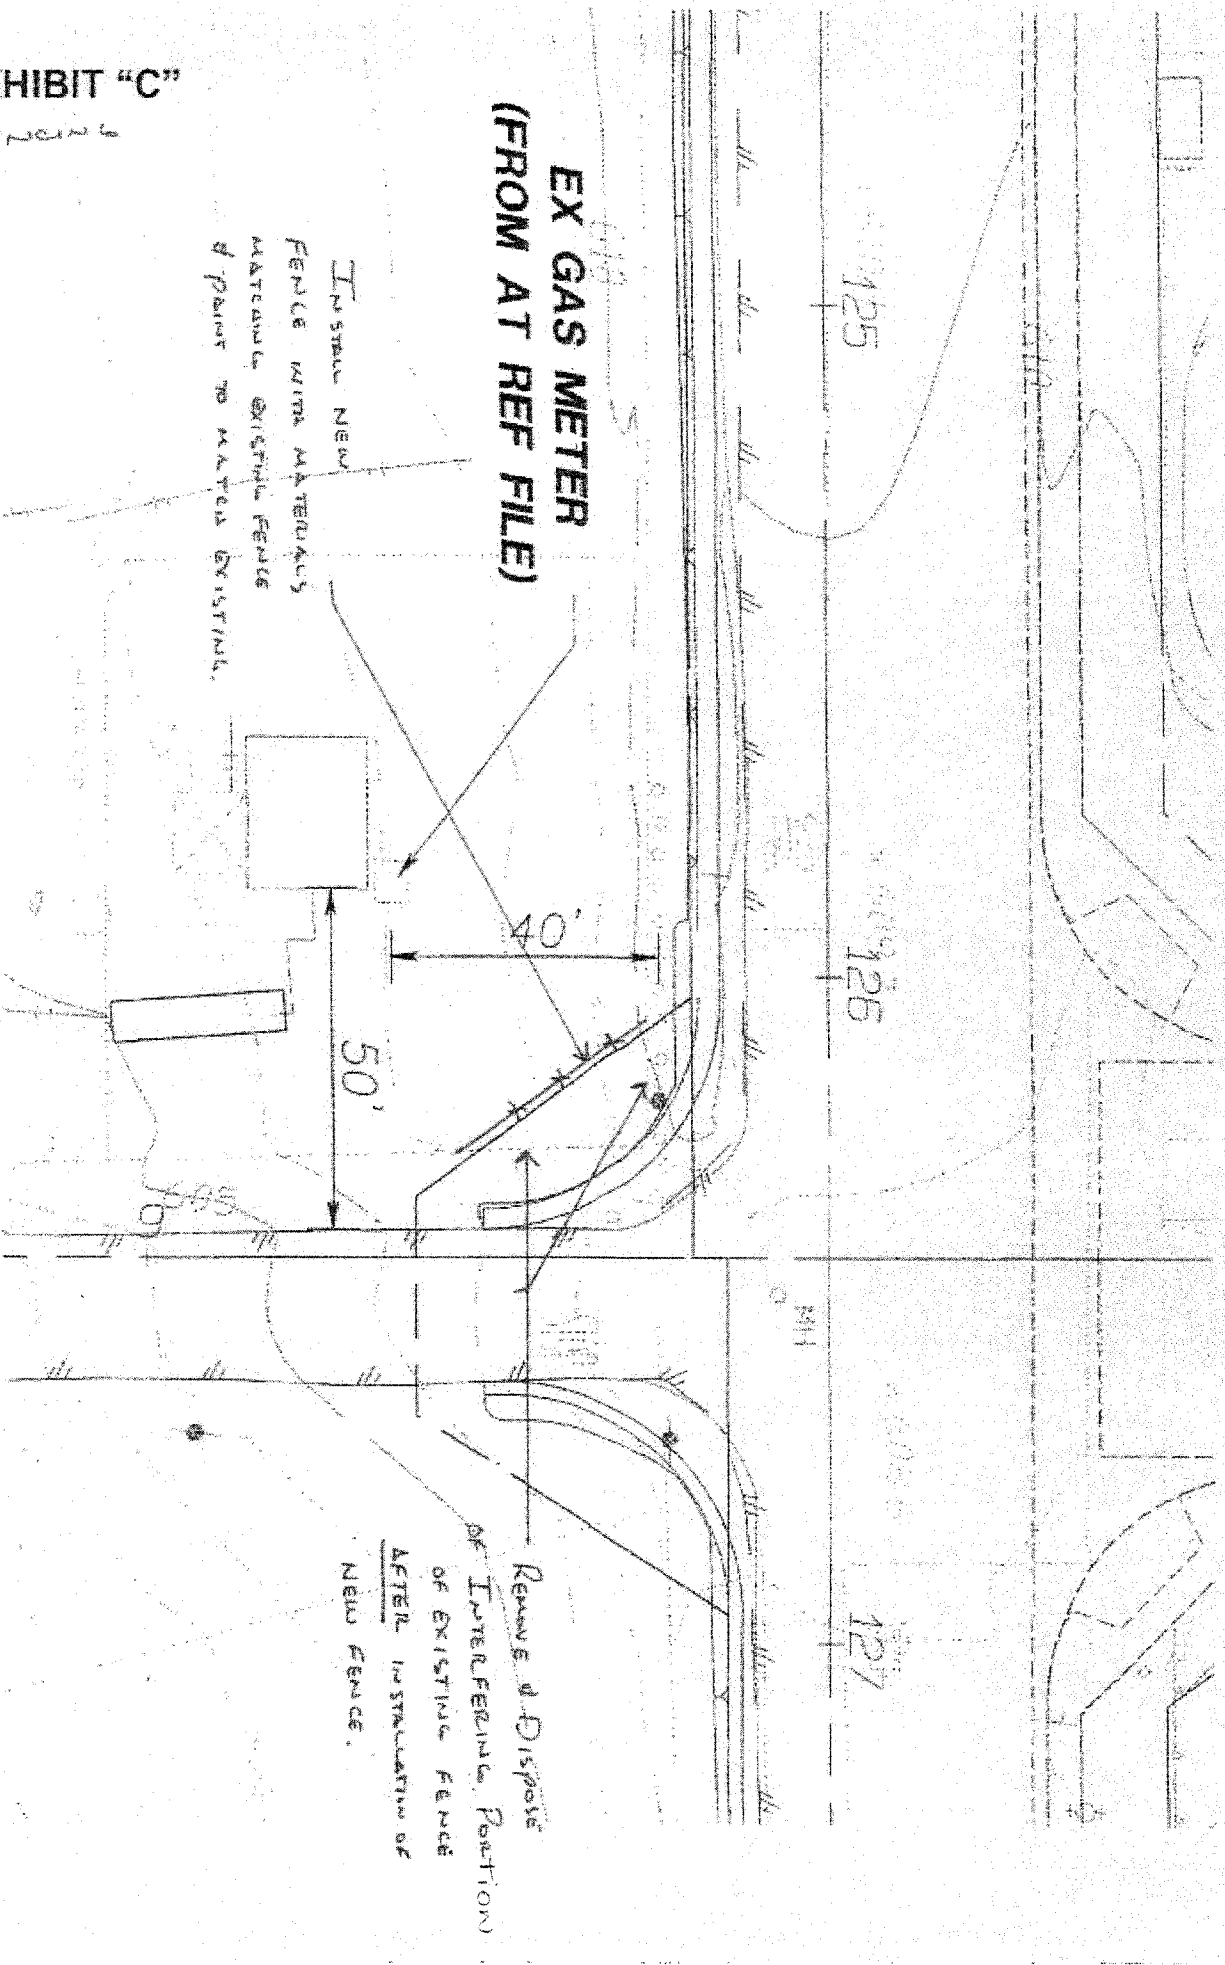 HIBIT “C”
NCING
EX GAS METER
(FROM AT REF FILE)
INSTALL NEW
FENCE WITH MATERIALS
MATCHING EXISTING FENCE
& PAINT TO MATCH EXISTING.
125
126
127
40'
50'
MH
REMOVE & DISPOSE
OF INTERFERING PORTION
OF EXISTING FENCE
AFTER INSTALLATION OF
NEW FENCE.